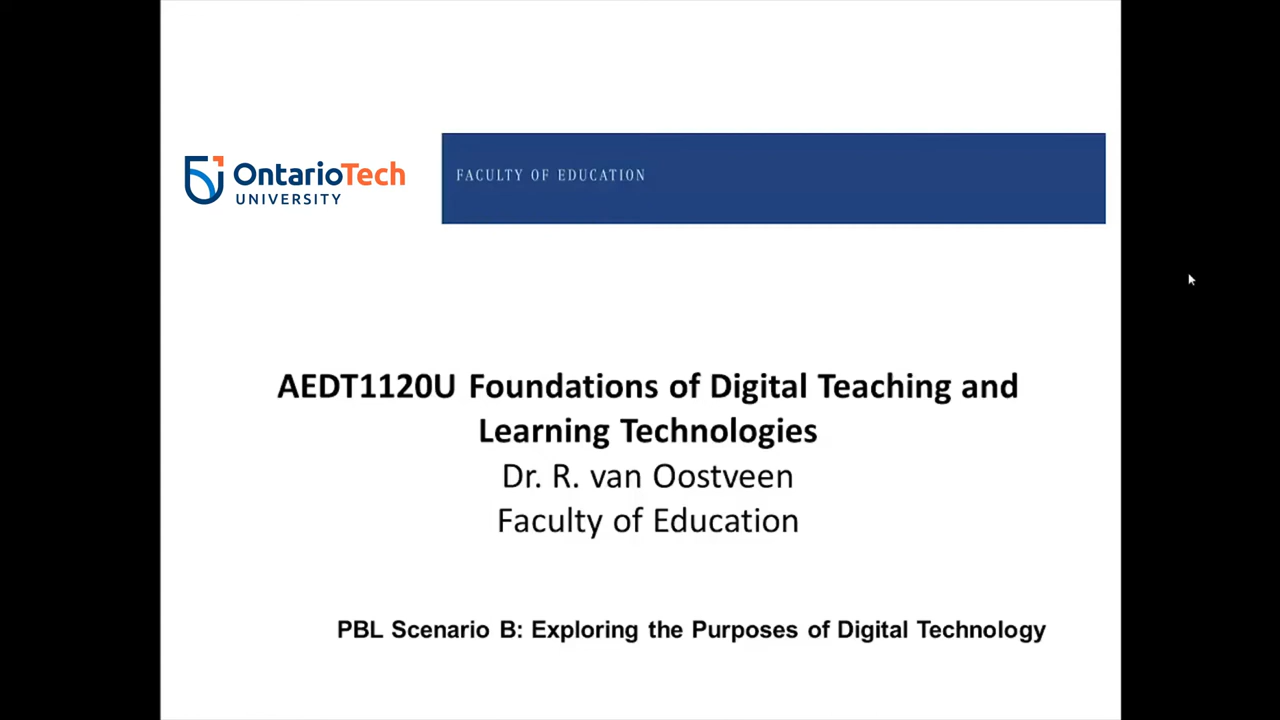 OntarioTech
UNIVERSITY
FACULTY OF EDUCATION
AEDT1120U Foundations of Digital Teaching and
Learning Technologies
Dr. R. van Oostveen
Faculty of Education
PBL Scenario B: Exploring the Purposes of Digital Technology